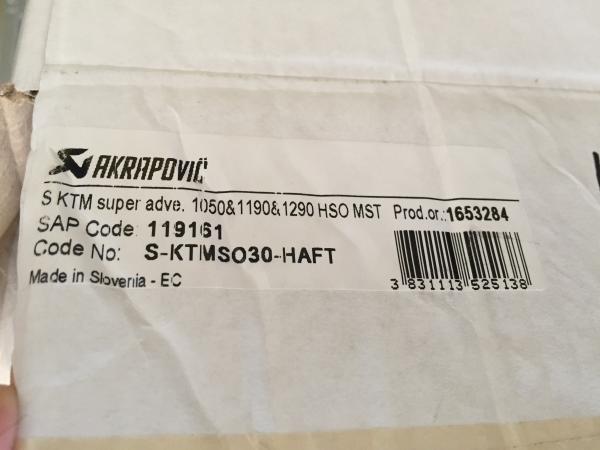 AKRAPOVIČ
S KTM super adve. 1050&1190&1290 HSO MST Prod.or.:1653284
SAP Code: 119161
Code No: S-KTMSO30-HAFT
Made in Slovenia - EC
3 831113 525138